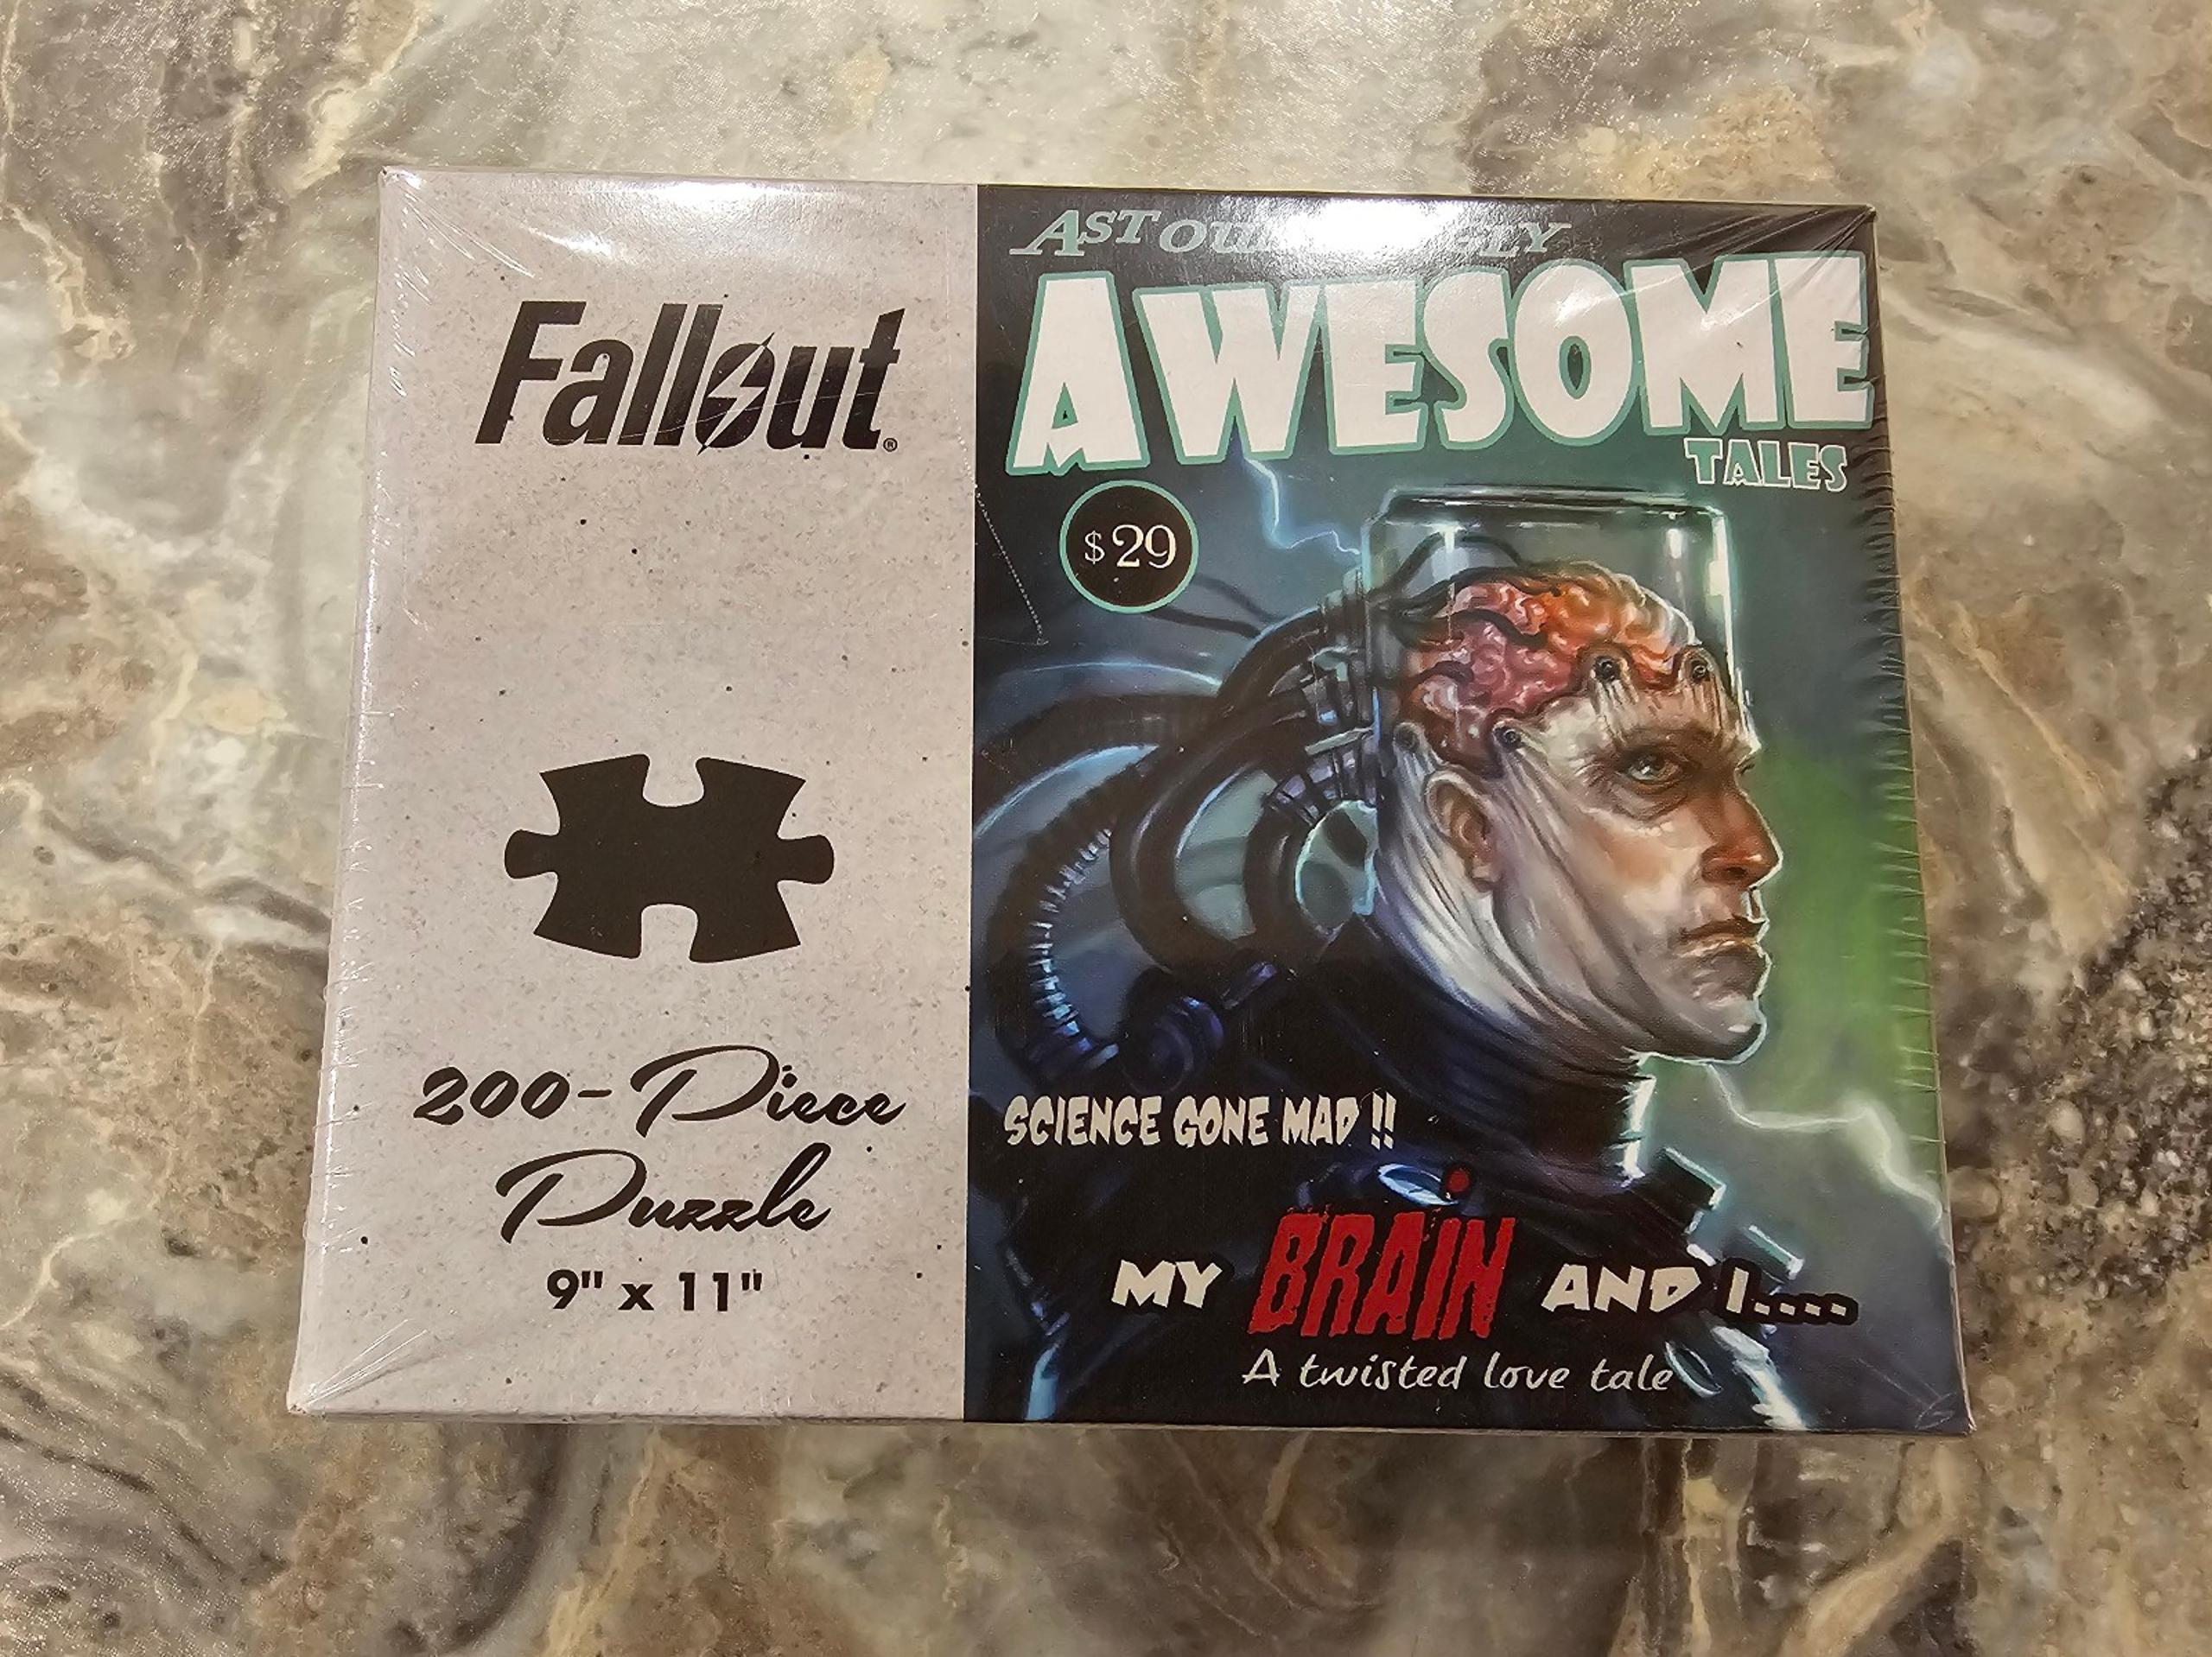 Fallout®
200-Piece
Puzzle
9" x 11"
AWESOME
TALES
$29
SCIENCE GONE MAD !!
MY BRAIN AND I....
A twisted love tale